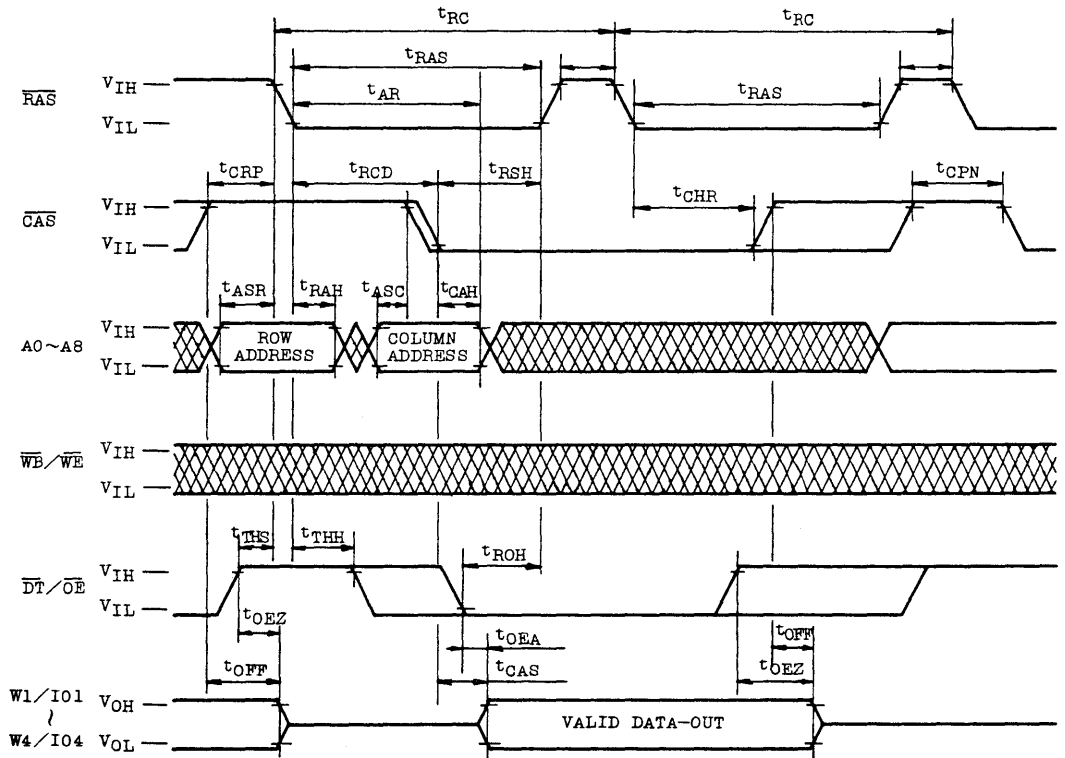 tRC tRC
tRAS
RAS VIH
tAR tRAS
VIL
tCRP tRCD tRSH tCPN
CAS VIH tCHR
VIL
tASR tRAH tASC tCAH
A0~A8 VIH ROW ADDRESS COLUMN ADDRESS
VIL
WB/WE VIH
VIL
tTHS tTHH tROH
DT/OE VIH
VIL
tOEZ tOEA tOFF
tOFF tCAS tOEZ
W1/IO1 VOH
~ VALID DATA-OUT
W4/IO4 VOL